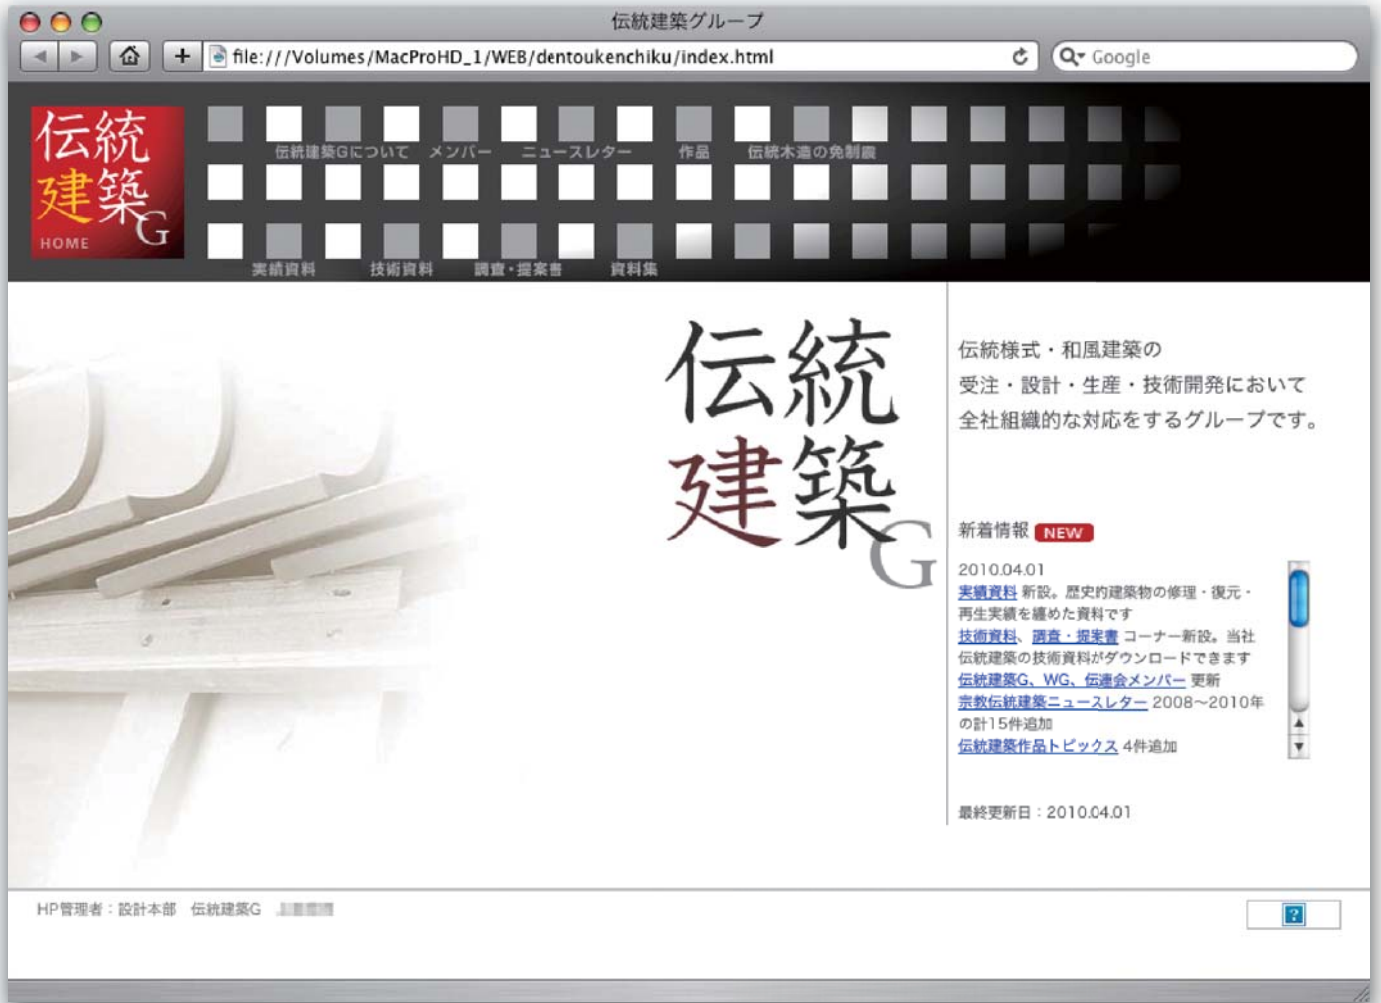 伝統建築グループ
file:///Volumes/MacProHD_1/WEB/dentoukenchiku/index.html
Google
伝統
建築G
HOME
伝統建築Gについて メンバー ニュースレター 作品 伝統木造の免制震
実績資料 技術資料 調査・提案書 資料集
伝統
建築G
伝統様式・和風建築の
受注・設計・生産・技術開発において
全社組織的な対応をするグループです。
新着情報 NEW
2010.04.01
実績資料 新設。歴史的建築物の修理・復元・
再生実績を纏めた資料です
技術資料、調査・提案書 コーナー新設。当社
伝統建築の技術資料がダウンロードできます
伝統建築G、WG、伝連会メンバー 更新
宗教伝統建築ニュースレター 2008〜2010年
の計15件追加
伝統建築作品トピックス 4件追加
最終更新日：2010.04.01
HP管理者：設計本部 伝統建築G
?